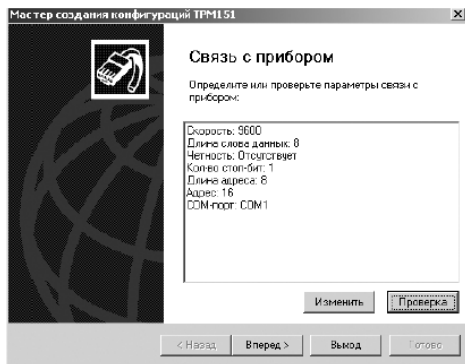 Мастер создания конфигураций ТРМ151
Связь с прибором
Определите или проверьте параметры связи с
прибором:
Скорость: 9600
Длина слова данных: 8
Четность: Отсутствует
Кол-во стоп-бит: 1
Длина адреса: 8
Адрес: 16
COM-порт: COM1
Изменить
Проверка
< Назад
Вперед >
Выход
Готово